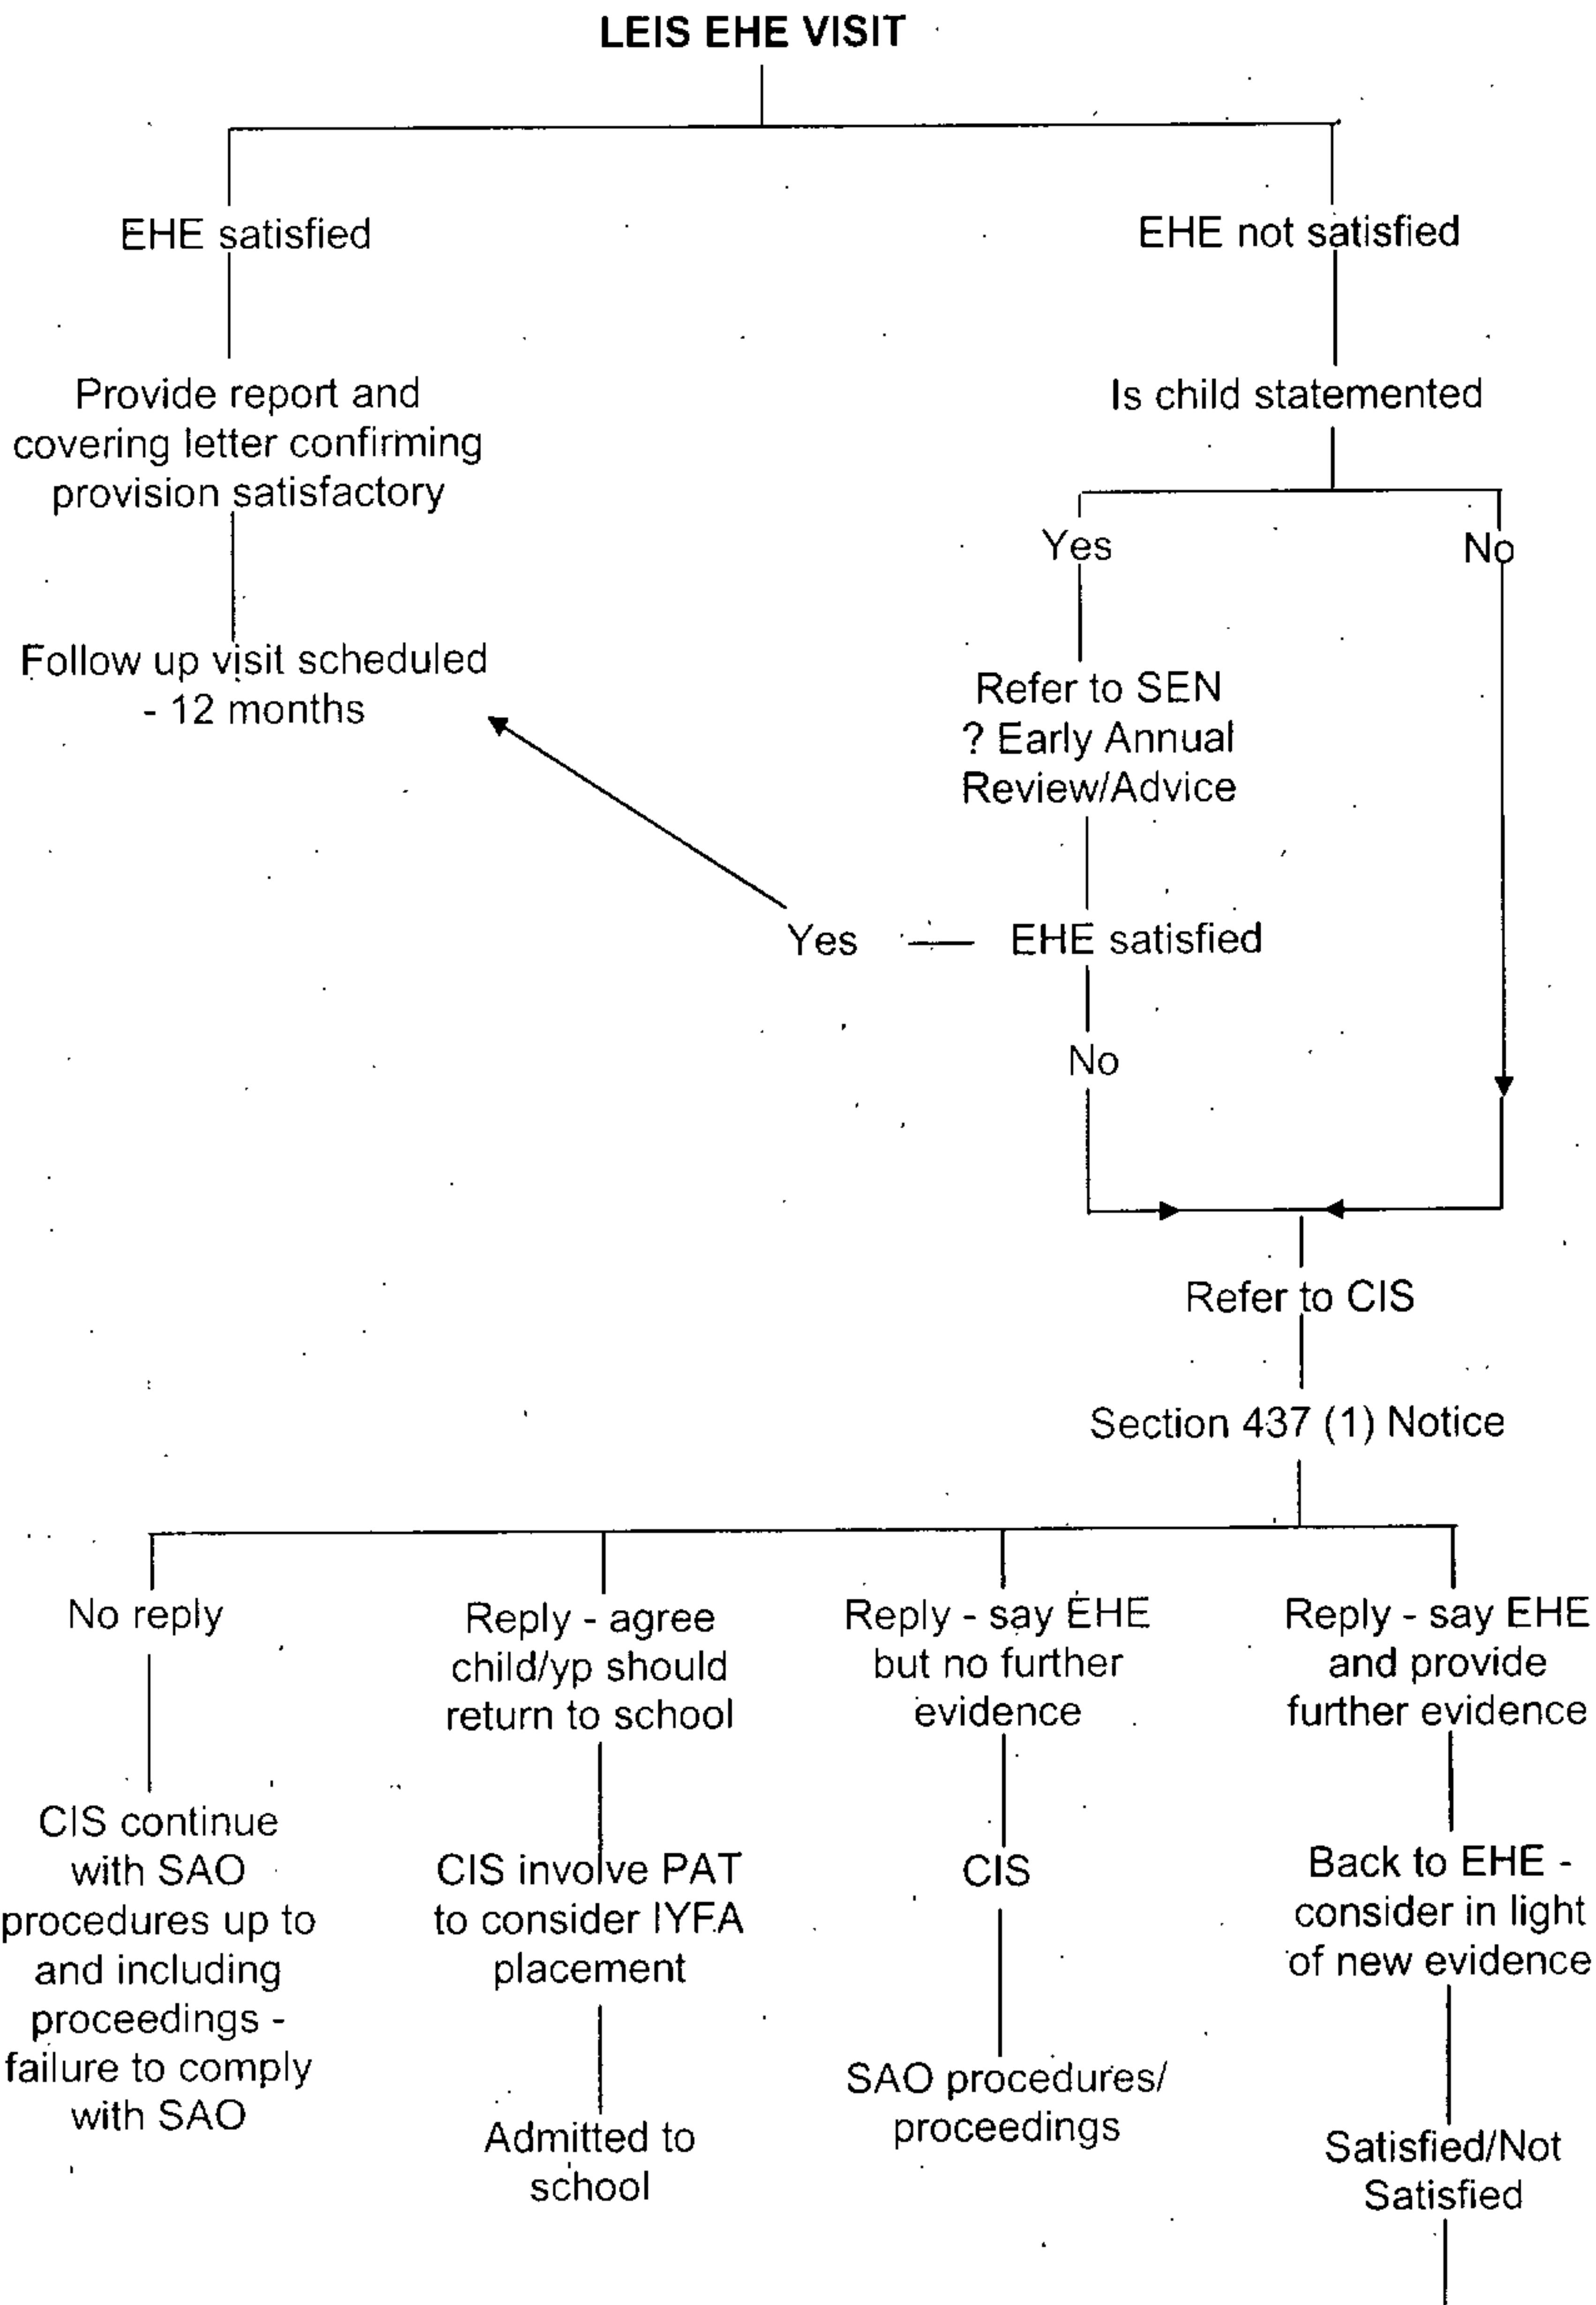 LEIS EHE VISIT
EHE satisfied
EHE not satisfied
Provide report and
covering letter confirming
provision satisfactory
Is child statemented
Yes
No
Follow up visit scheduled
- 12 months
Refer to SEN
? Early Annual
Review/Advice
Yes
EHE satisfied
No
Refer to CIS
Section 437 (1) Notice
No reply
Reply - agree
child/yp should
return to school
Reply - say EHE
but no further
evidence
Reply - say EHE
and provide
further evidence
CIS continue
with SAO
procedures up to
and including
proceedings -
failure to comply
with SAO
CIS involve PAT
to consider IYFA
placement
CIS
Back to EHE -
consider in light
of new evidence
Admitted to
school
SAO procedures/
proceedings
Satisfied/Not
Satisfied